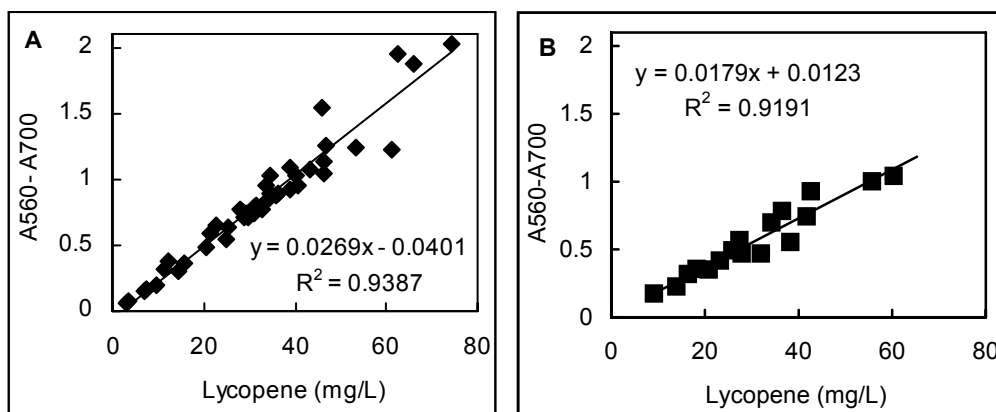 A
A560- A700
2
1.5
1
0.5
0
y = 0.0269x - 0.0401
R² = 0.9387
0 20 40 60 80
Lycopene (mg/L)
B
A560-A700
2
1.5
1
0.5
0
y = 0.0179x + 0.0123
R² = 0.9191
0 20 40 60 80
Lycopene (mg/L)